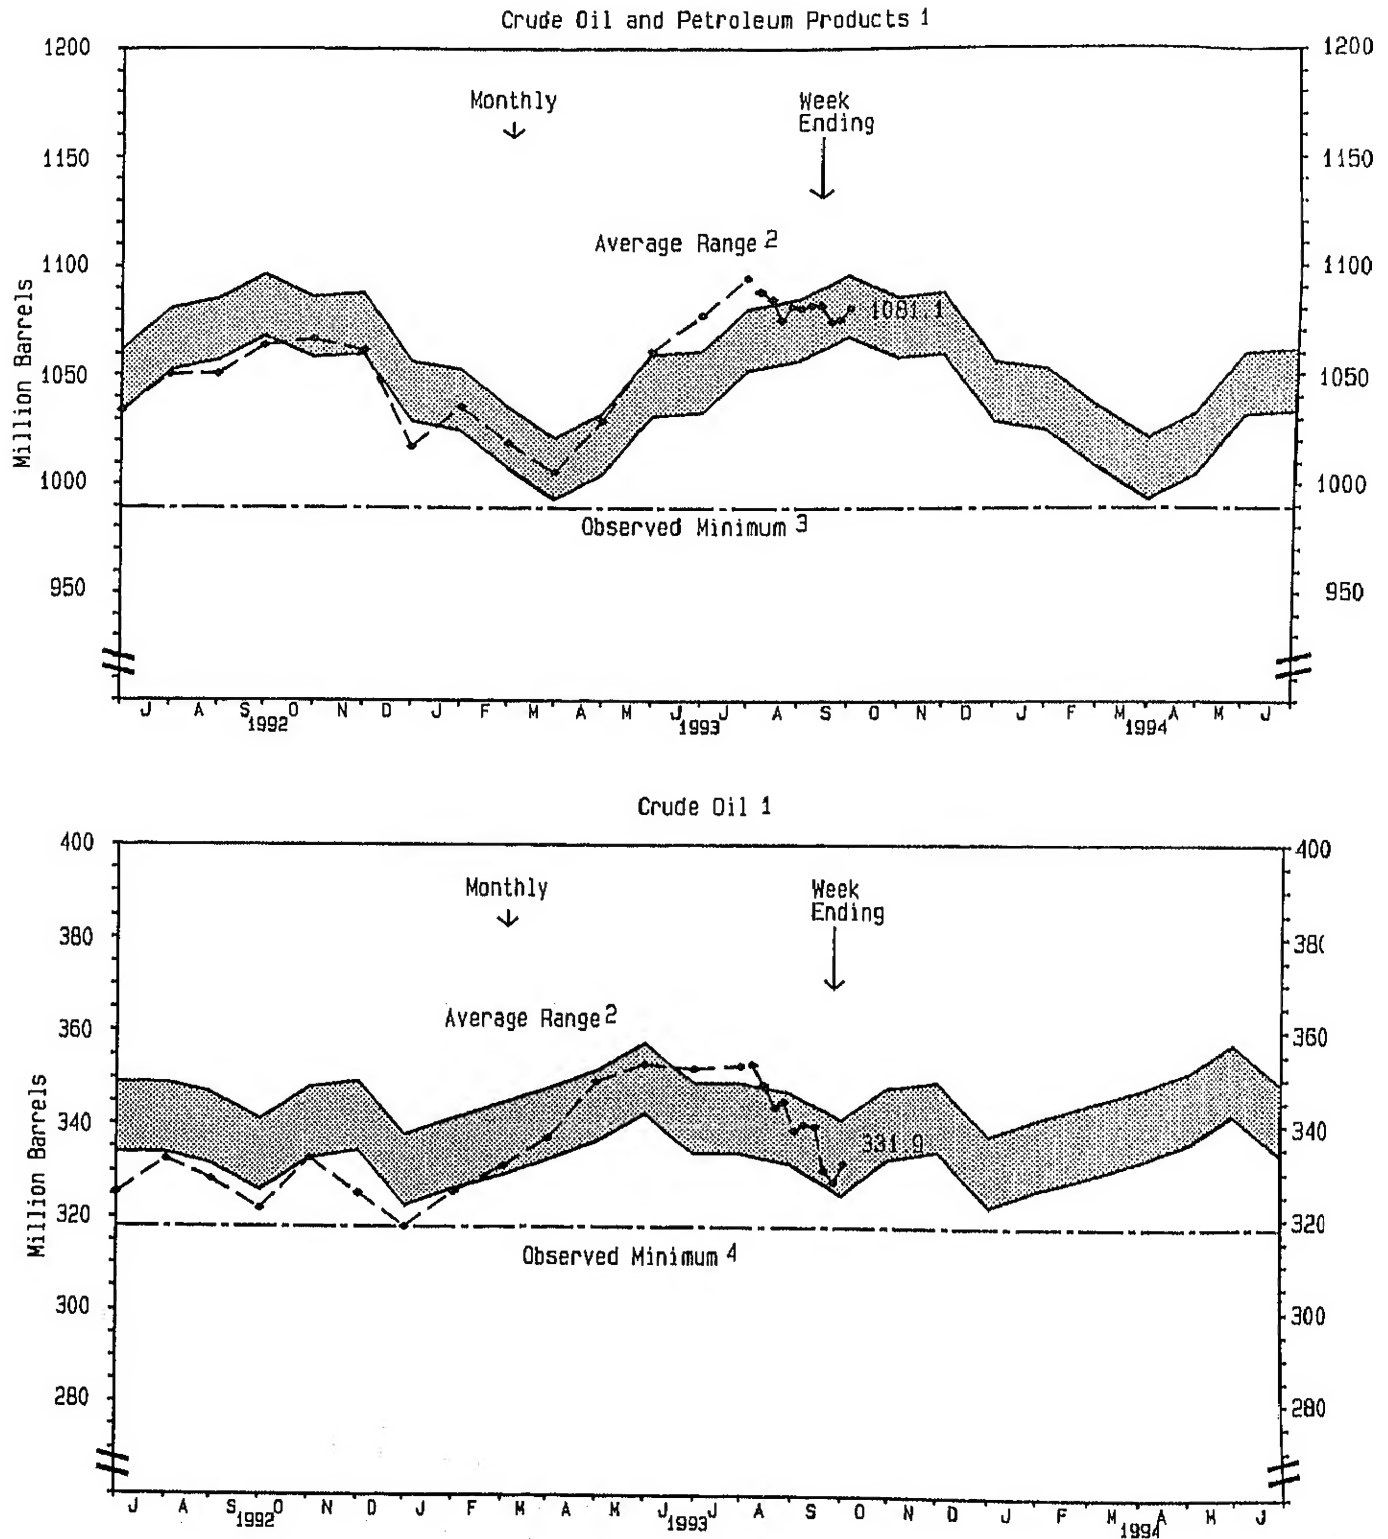 Crude Oil and Petroleum Products 1
1200 1200
Monthly Week
Ending
1150 1150
Average Range 2
1100 1100
1081.1
Million Barrels
1050 1050
1000 1000
Observed Minimum 3
950 950
J A S O N D J F M A M J J A S O N D J F M A M J
1992 1993 1994
Crude Oil 1
400 400
Monthly Week
Ending
380 380
Average Range 2
360 360
Million Barrels
340 340
331.9
320 320
Observed Minimum 4
300 300
280 280
J A S O N D J F M A M J J A S O N D J F M A M J
1992 1993 1994